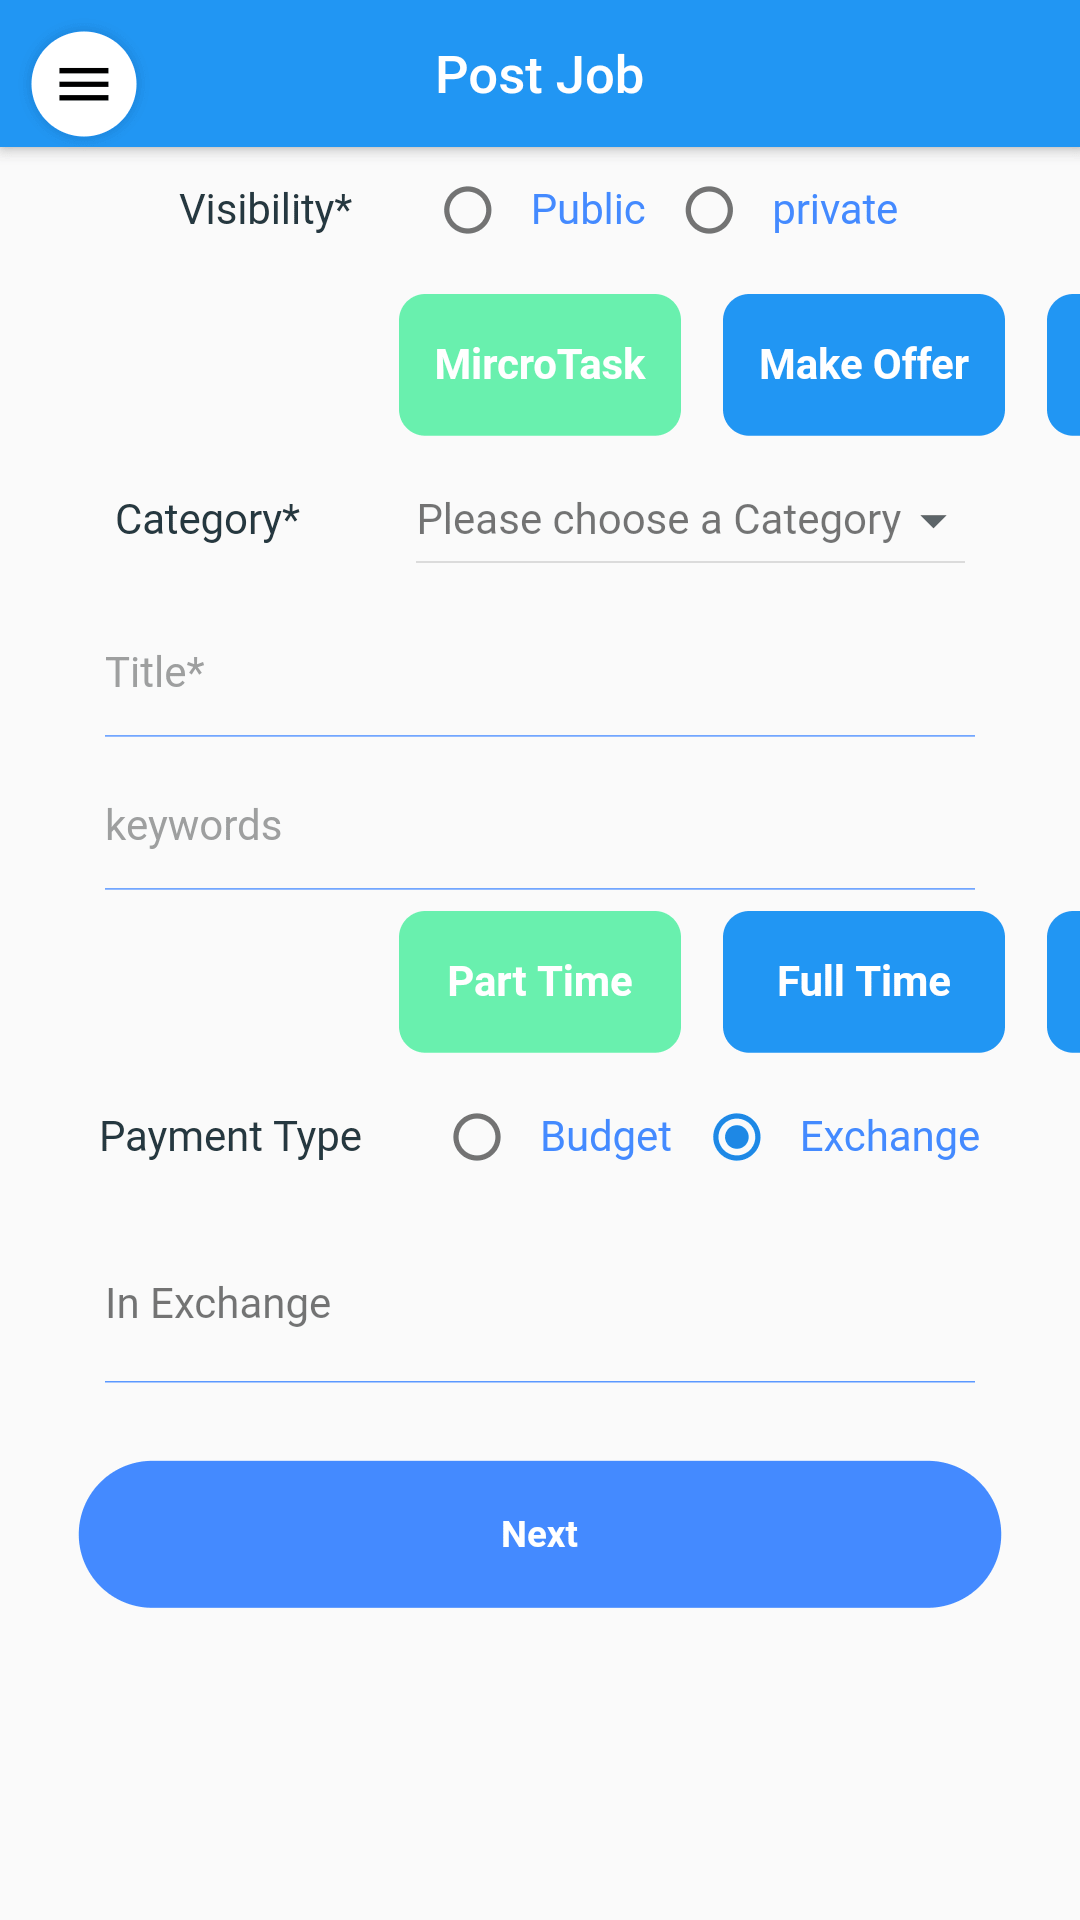 Post Job
Visibility* Public private
MircroTask Make Offer
Category* Please choose a Category
Title*
keywords
Part Time Full Time
Payment Type Budget Exchange
In Exchange
Next